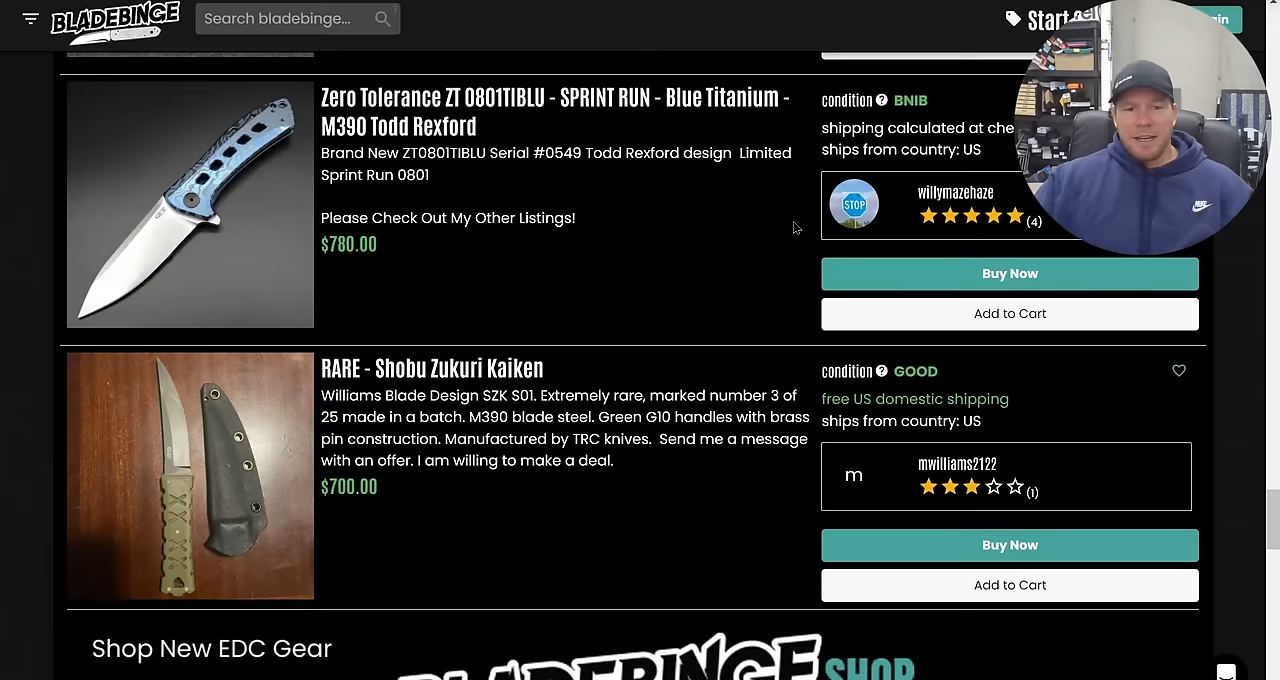 BLADEBINGE
Search bladebinge...
Zero Tolerance ZT 0801TIBLU - SPRINT RUN - Blue Titanium -
M390 Todd Rexford
Brand New ZT0801TIBLU Serial #0549 Todd Rexford design Limited
Sprint Run 0801
Please Check Out My Other Listings!
$780.00
condition ? BNIB
shipping calculated at che
ships from country: US
STOP
willymazehaze
(4)
Buy Now
Add to Cart
RARE - Shobu Zukuri Kaiken
Williams Blade Design SZK S01. Extremely rare, marked number 3 of
25 made in a batch. M390 blade steel. Green G10 handles with brass
pin construction. Manufactured by TRC knives. Send me a message
with an offer. I am willing to make a deal.
$700.00
condition ? GOOD
free US domestic shipping
ships from country: US
m
mwilliams2122
(1)
Buy Now
Add to Cart
Shop New EDC Gear
BLADEBINGE SHOP